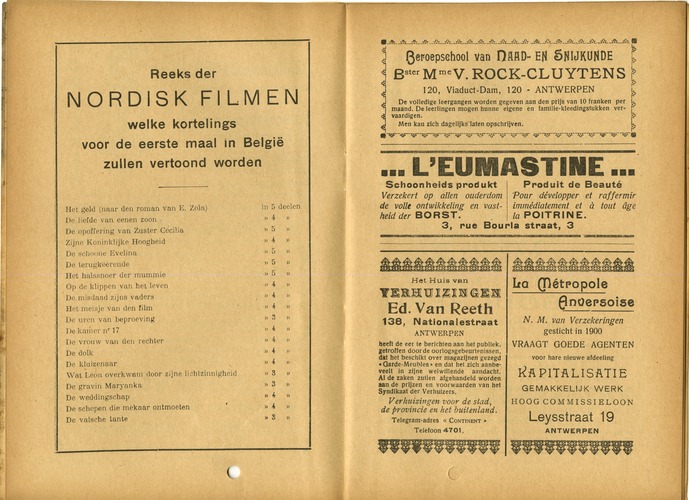 Reeks der
NORDISK FILMEN
welke kortelings
voor de eerste maal in België
zullen vertoond worden
Het geld (naar den roman van E. Zola) in 5 deelen
De liefde van eenen zoon » 4 »
De opoffering van Zuster Cecilia » 5 »
Zijne Koninklijke Hoogheid » 4 »
De schoone Evelina » 5 »
De terugkeerende » 5 »
Het halssnoer der mummie » 5 »
Op de klippen van het leven » 4 »
De misdaad zijns vaders » 4 »
Het meisje van den film » 4 »
De uren van beproeving » 3 »
De kamer nº 17 » 4 »
De vrouw van den rechter » 4 »
De dolk » 4 »
De kluizenaar » 4 »
Wat Leon overkwam door zijne lichtzinnigheid » 3 »
De gravin Maryanka » 3 »
De weddingschap » 4 »
De schepen die mekaar ontmoeten » 4 »
De valsche tante » 3 »
Beroepschool van NAAD- EN SNIJKUNDE
Bster Mme V. ROCK-CLUYTENS
120, Viaduct-Dam, 120 - ANTWERPEN
De volledige leergangen worden gegeven aan den prijs van 10 franken per
maand. De leerlingen mogen hunne eigene en familie-kleedingstukken ver-
vaardigen.
Men kan zich dagelijks laten opschrijven.
... L'EUMASTINE ...
Schoonheids produkt
Verzekert op allen ouderdom
de volle ontwikkeling en vast-
heid der BORST.
Produit de Beauté
Pour développer et raffermir
immédiatement et à tout âge
la POITRINE.
3, rue Bourla straat, 3
Het Huis van
VERHUIZINGEN
Ed. Van Reeth
138, Nationalestraat
ANTWERPEN
heeft de eer te berichten aan het publiek,
getroffen door de oorlogsgebeurtenissen,
dat het beschikt over magazijnen gezegd
« Garde-Meubles » en dat het zich aanbe-
veelt in zijne welwillende aandacht.
Al de zaken zullen afgehandeld worden
aan de prijzen en voorwaarden van het
Syndikaat der Verhuizers.
Verhuizingen voor de stad,
de provincie en het buitenland.
Telegram-adres « CONTINENT »
Telefoon 4701.
La Métropole
Anversoise
N. M. van Verzekeringen
gesticht in 1900
VRAAGT GOEDE AGENTEN
voor hare nieuwe afdeeling
KAPITALISATIE
GEMAKKELIJK WERK
HOOG COMMISSIELOON
Leysstraat 19
ANTWERPEN